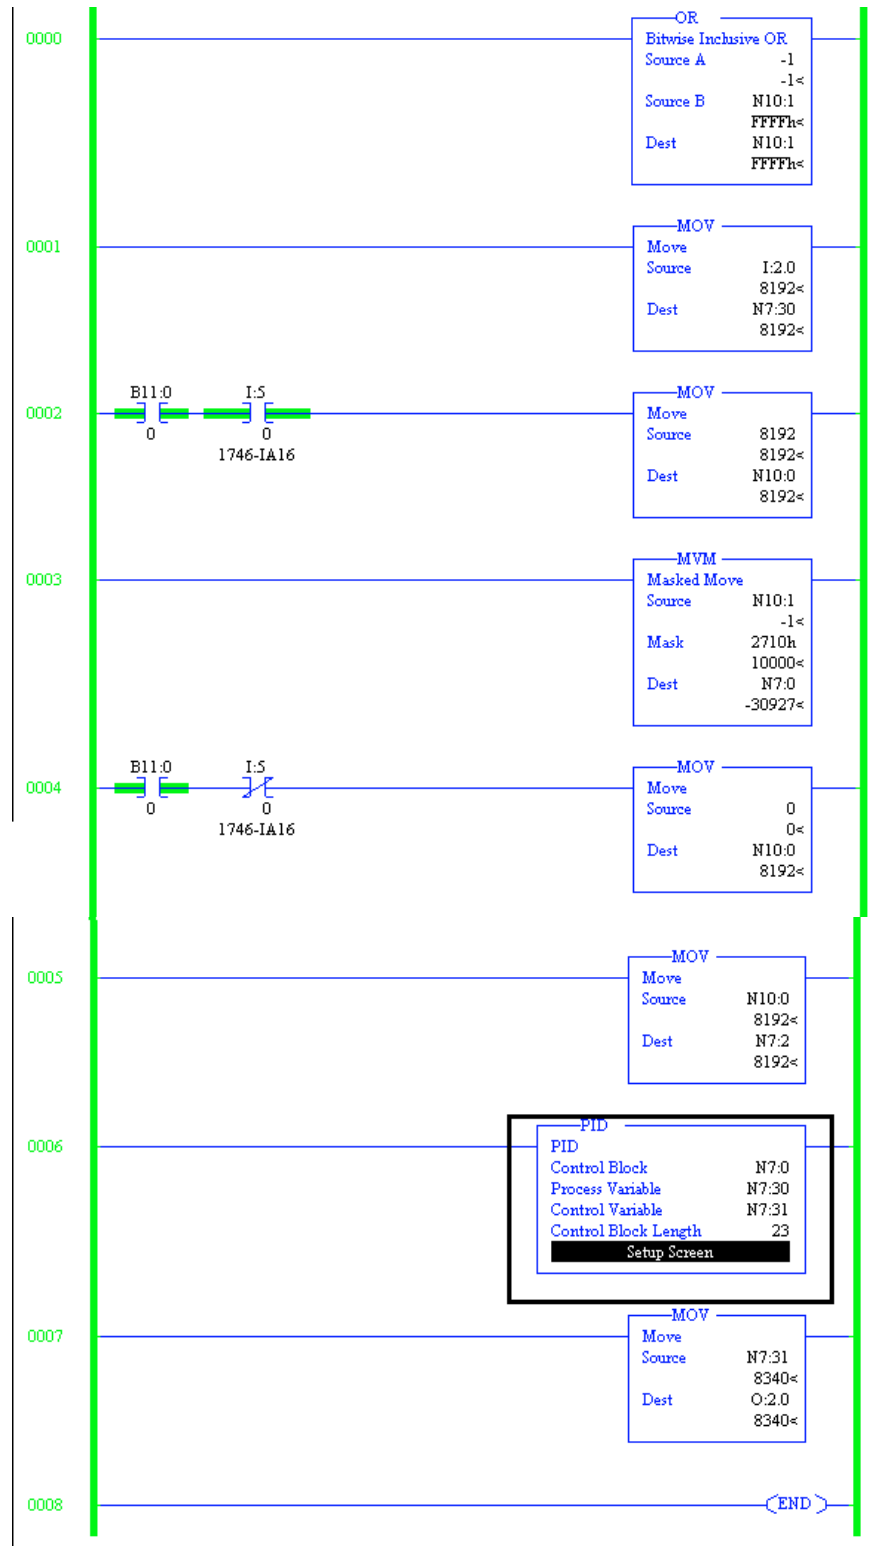 0000
OR
Bitwise Inclusive OR
Source A -1
-1<
Source B N10:1
FFFFh<
Dest N10:1
FFFFh<
0001
MOV
Move
Source I:2.0
8192<
Dest N7:30
8192<
0002
B11:0 I:5
0 0
1746-IA16
MOV
Move
Source 8192
8192<
Dest N10:0
8192<
0003
MVM
Masked Move
Source N10:1
-1<
Mask 2710h
10000<
Dest N7:0
-30927<
0004
B11:0 I:5
0 0
1746-IA16
MOV
Move
Source 0
0<
Dest N10:0
8192<
0005
MOV
Move
Source N10:0
8192<
Dest N7:2
8192<
0006
PID
PID
Control Block N7:0
Process Variable N7:30
Control Variable N7:31
Control Block Length 23
Setup Screen
0007
MOV
Move
Source N7:31
8340<
Dest O:2.0
8340<
0008
END